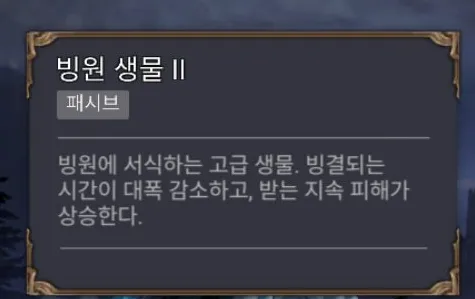 빙원 생물 II
패시브
빙원에 서식하는 고급 생물. 빙결되는
시간이 대폭 감소하고, 받는 지속 피해가
상승한다.